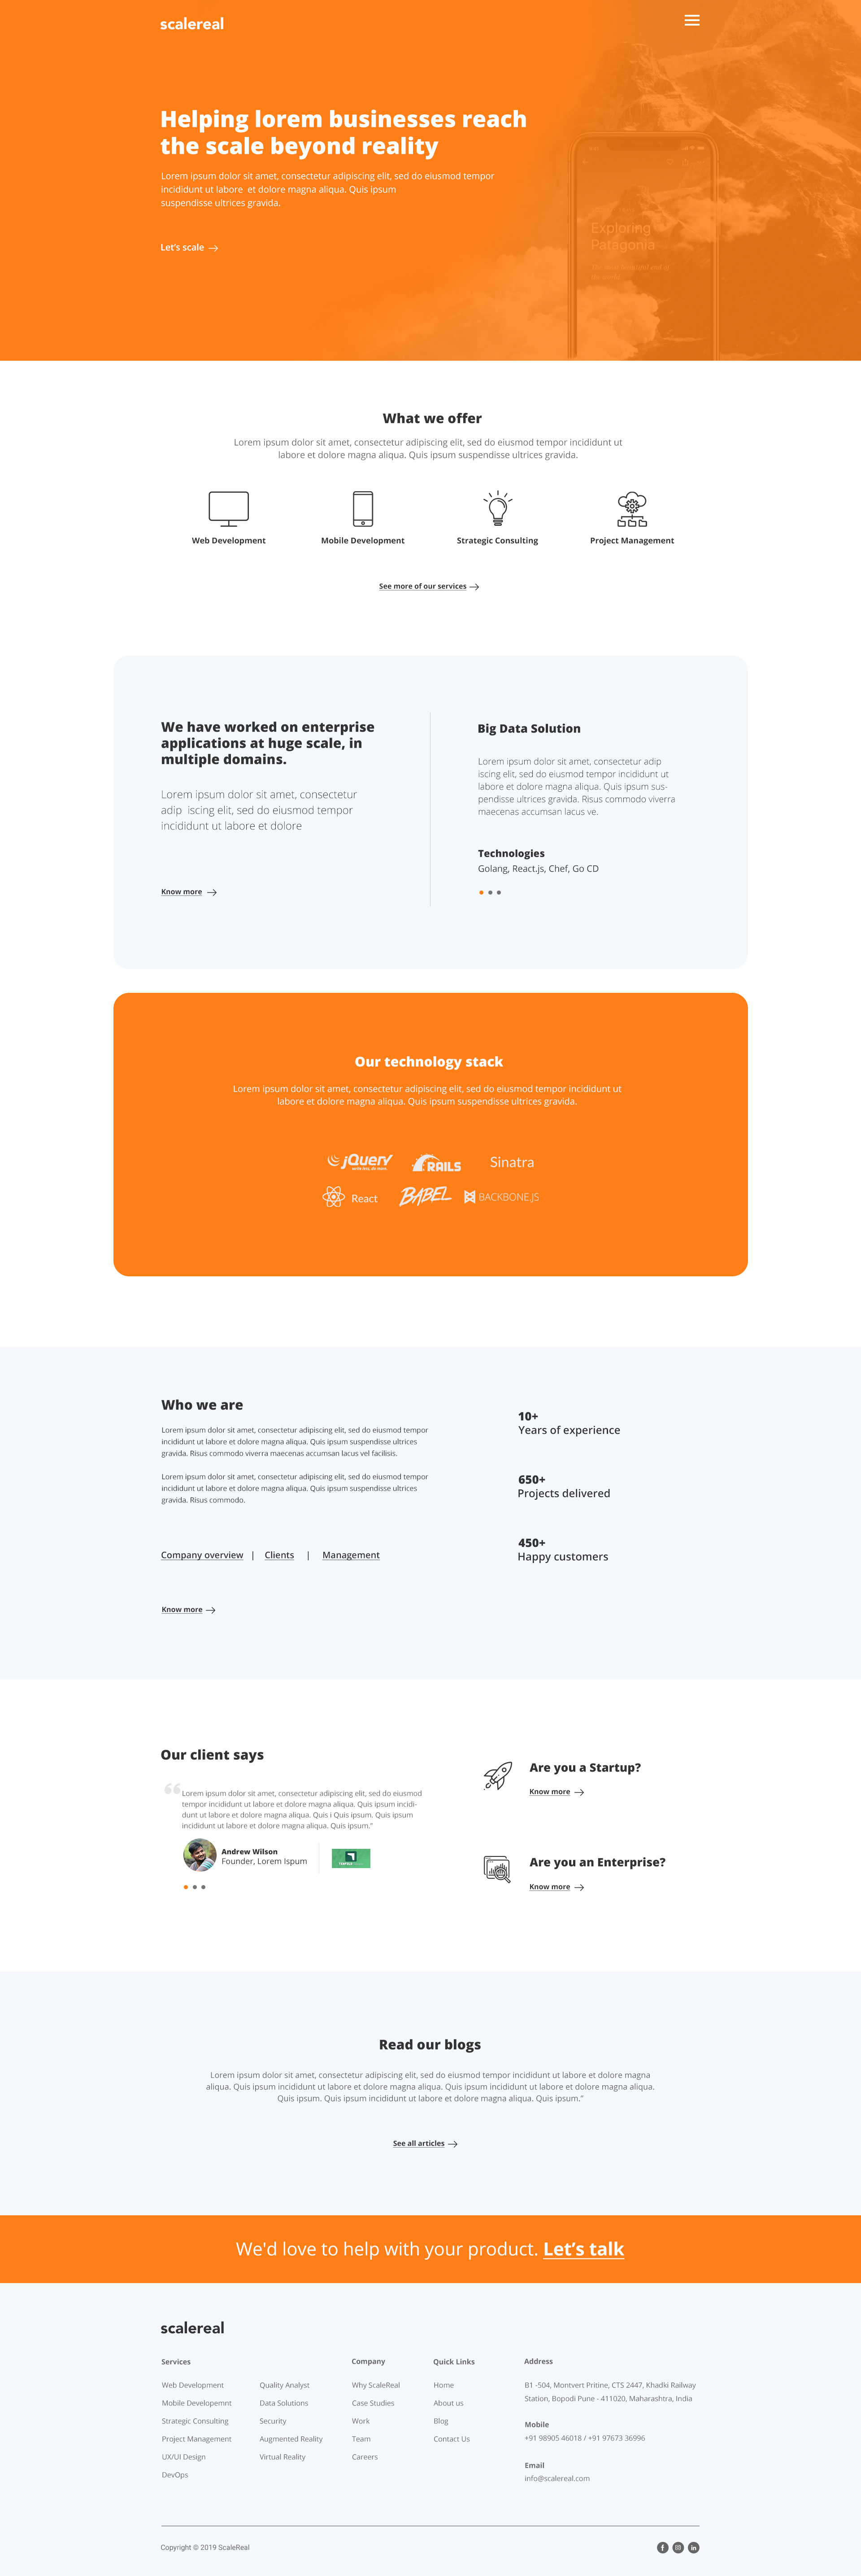 scalereal
Helping lorem businesses reach
the scale beyond reality
Lorem ipsum dolor sit amet, consectetur adipiscing elit, sed do eiusmod tempor
incididunt ut labore et dolore magna aliqua. Quis ipsum
suspendisse ultrices gravida.
Let's scale
Exploring
Patagonia
The most beautiful end of
the world
What we offer
Lorem ipsum dolor sit amet, consectetur adipiscing elit, sed do eiusmod tempor incididunt ut
labore et dolore magna aliqua. Quis ipsum suspendisse ultrices gravida.
Web Development
Mobile Development
Strategic Consulting
Project Management
See more of our services
We have worked on enterprise
applications at huge scale, in
multiple domains.
Lorem ipsum dolor sit amet, consectetur
adip iscing elit, sed do eiusmod tempor
incididunt ut labore et dolore
Know more
Big Data Solution
Lorem ipsum dolor sit amet, consectetur adip
iscing elit, sed do eiusmod tempor incididunt ut
labore et dolore magna aliqua. Quis ipsum sus-
pendisse ultrices gravida. Risus commodo viverra
maecenas accumsan lacus ve.
Technologies
Golang, React.js, Chef, Go CD
Our technology stack
Lorem ipsum dolor sit amet, consectetur adipiscing elit, sed do eiusmod tempor incididunt ut
labore et dolore magna aliqua. Quis ipsum suspendisse ultrices gravida.
jQuery
write less, do more.
RAILS
Sinatra
React
BABEL
BACKBONE.JS
Who we are
Lorem ipsum dolor sit amet, consectetur adipiscing elit, sed do eiusmod tempor
incididunt ut labore et dolore magna aliqua. Quis ipsum suspendisse ultrices
gravida. Risus commodo viverra maecenas accumsan lacus vel facilisis.
Lorem ipsum dolor sit amet, consectetur adipiscing elit, sed do eiusmod tempor
incididunt ut labore et dolore magna aliqua. Quis ipsum suspendisse ultrices
gravida. Risus commodo.
Company overview | Clients | Management
Know more
10+
Years of experience
650+
Projects delivered
450+
Happy customers
Our client says
“ Lorem ipsum dolor sit amet, consectetur adipiscing elit, sed do eiusmod
tempor incididunt ut labore et dolore magna aliqua. Quis ipsum incidi-
dunt ut labore et dolore magna aliqua. Quis i Quis ipsum. Quis ipsum
incididunt ut labore et dolore magna aliqua. Quis ipsum."
Andrew Wilson
Founder, Lorem Ispum
Are you a Startup?
Know more
Are you an Enterprise?
Know more
Read our blogs
Lorem ipsum dolor sit amet, consectetur adipiscing elit, sed do eiusmod tempor incididunt ut labore et dolore magna
aliqua. Quis ipsum incididunt ut labore et dolore magna aliqua. Quis ipsum incididunt ut labore et dolore magna aliqua.
Quis ipsum. Quis ipsum incididunt ut labore et dolore magna aliqua. Quis ipsum."
See all articles
We'd love to help with your product. Let's talk
scalereal
Services
Web Development
Mobile Developemnt
Strategic Consulting
Project Management
UX/UI Design
DevOps
Quality Analyst
Data Solutions
Security
Augmented Reality
Virtual Reality
Company
Why ScaleReal
Case Studies
Work
Team
Careers
Quick Links
Home
About us
Blog
Contact Us
Address
B1 -504, Montvert Pritine, CTS 2447, Khadki Railway
Station, Bopodi Pune - 411020, Maharashtra, India
Mobile
+91 98905 46018 / +91 97673 36996
Email
info@scalereal.com
Copyright © 2019 ScaleReal